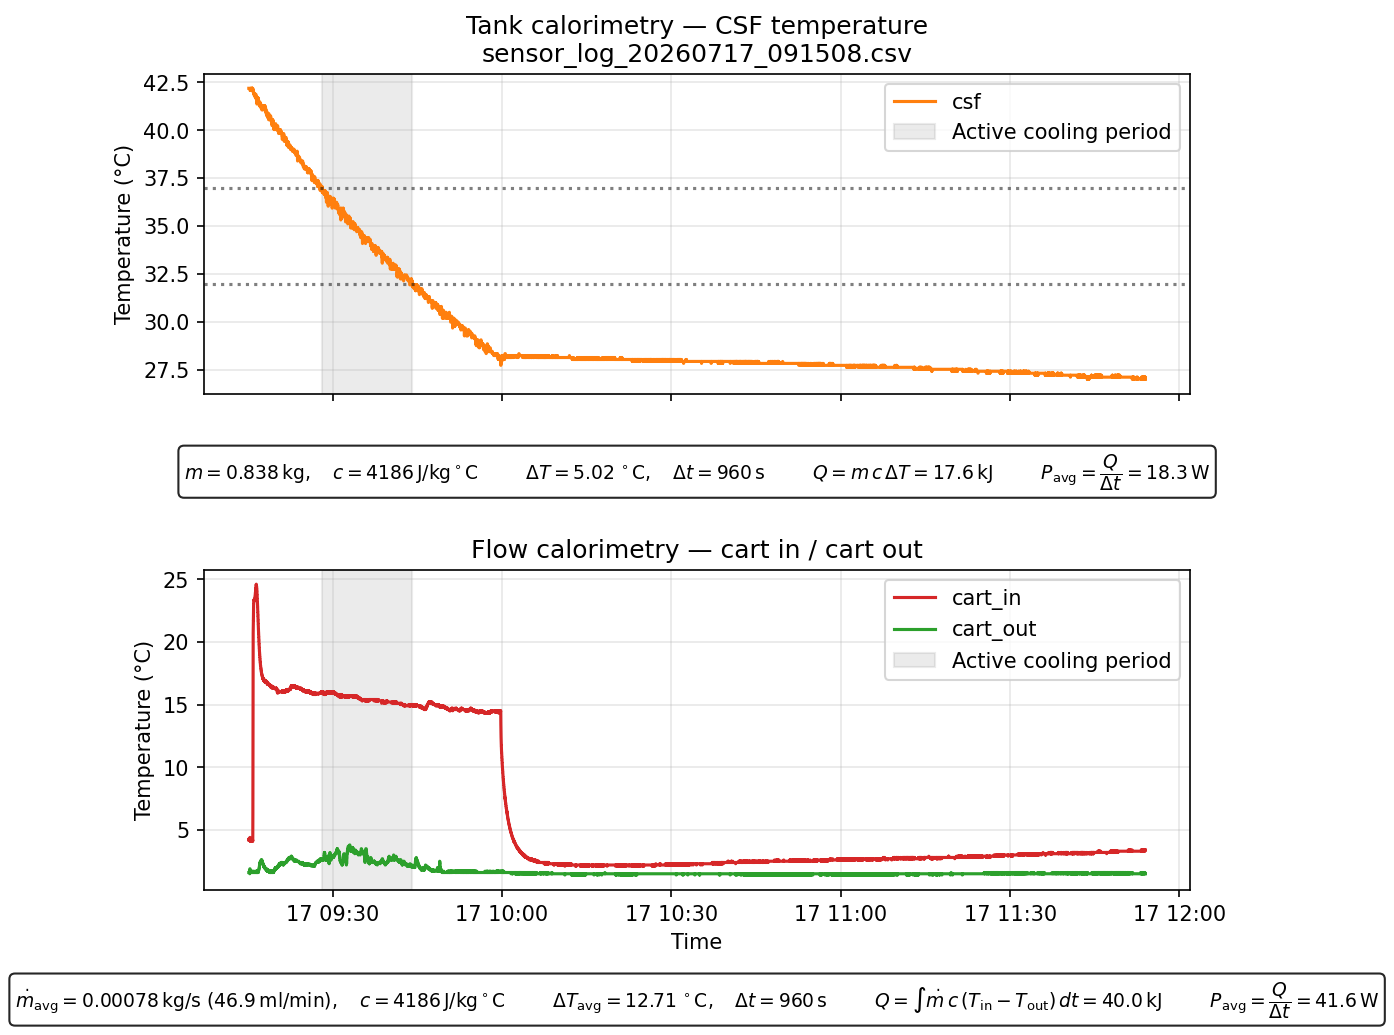 Tank calorimetry — CSF temperature
sensor_log_20260717_091508.csv
Temperature (°C)
42.5
40.0
37.5
35.0
32.5
30.0
27.5
csf
Active cooling period
m = 0.838 kg, c = 4186 J/kg°C ΔT = 5.02 °C, Δt = 960 s Q = m c ΔT = 17.6 kJ P_avg = Q/Δt = 18.3 W
Flow calorimetry — cart in / cart out
Temperature (°C)
25
20
15
10
5
cart_in
cart_out
Active cooling period
17 09:30 17 10:00 17 10:30 17 11:00 17 11:30 17 12:00
Time
ṁ_avg = 0.00078 kg/s (46.9 ml/min), c = 4186 J/kg°C ΔT_avg = 12.71 °C, Δt = 960 s Q = ∫ṁ c (T_in − T_out) dt = 40.0 kJ P_avg = Q/Δt = 41.6 W